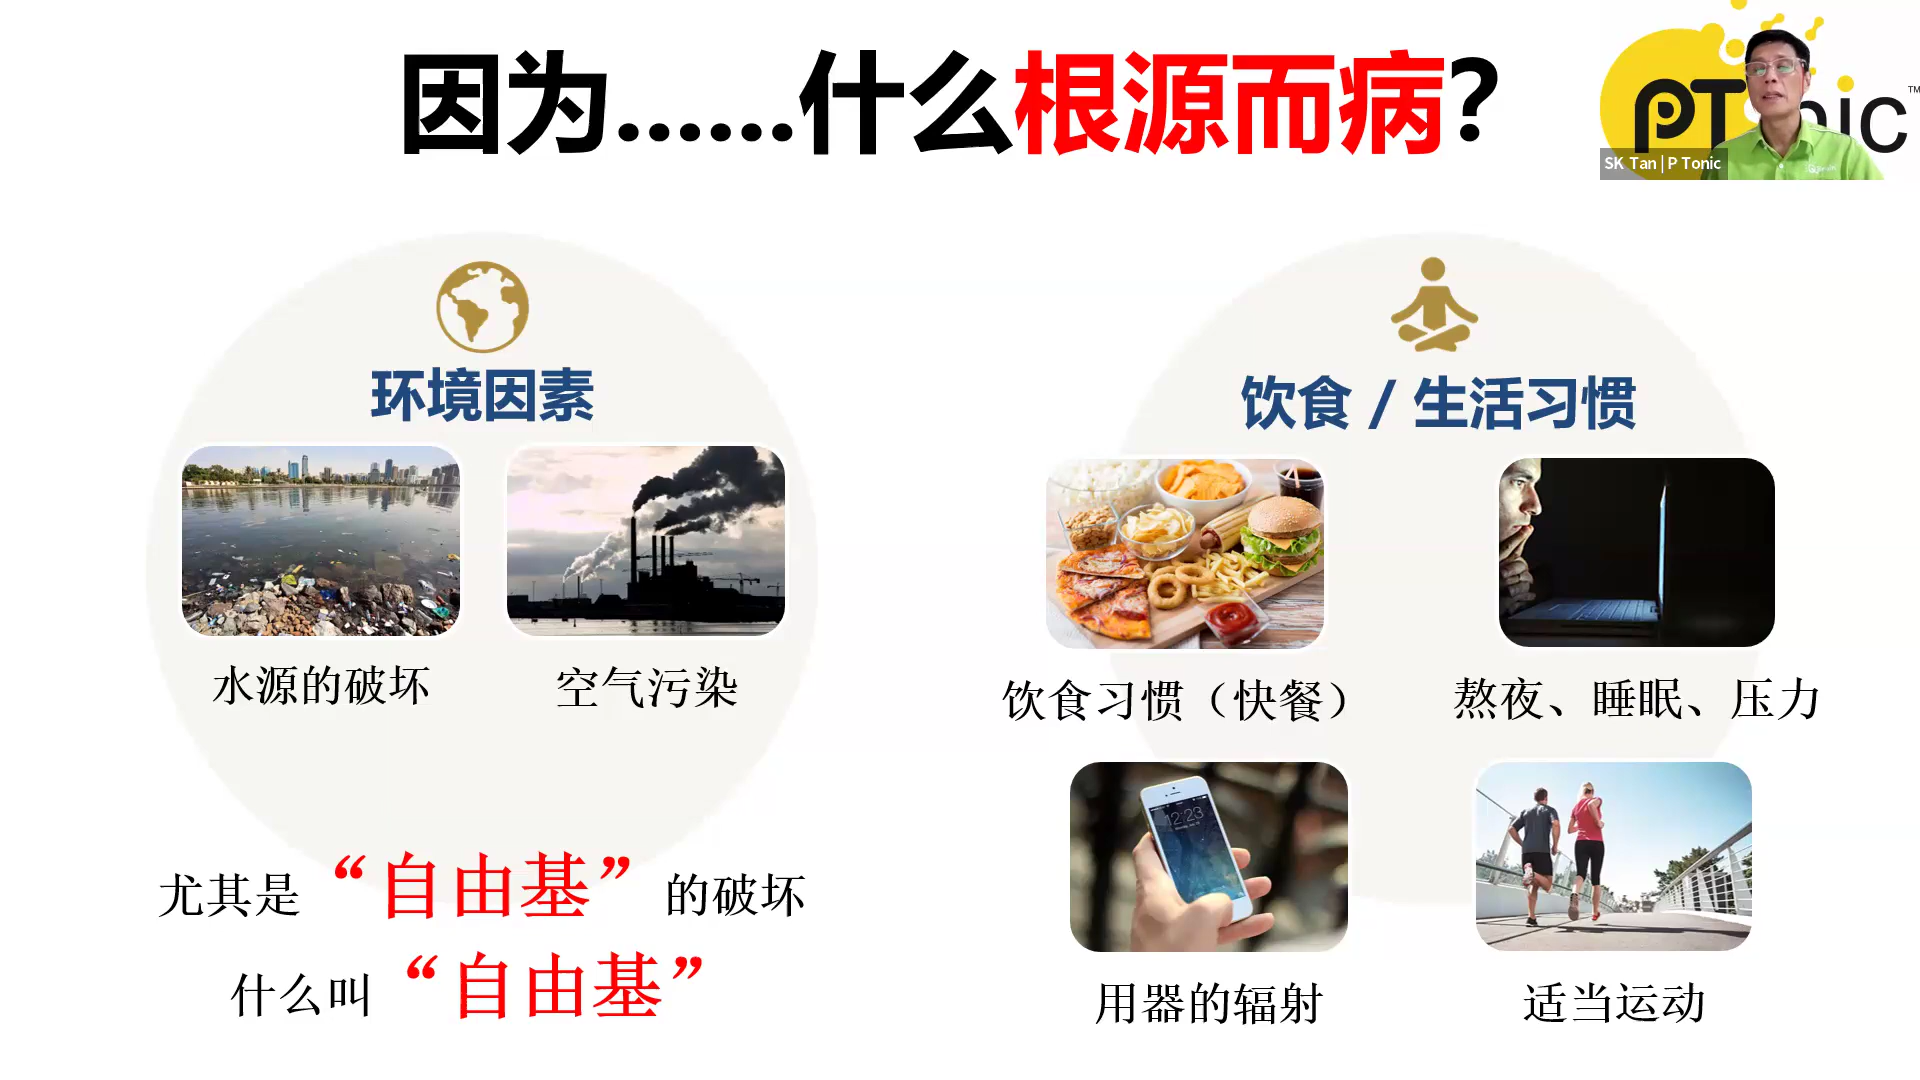 因为......什么根源而病?
PTonic™
SK Tan | P Tonic
环境因素
水源的破坏
空气污染
尤其是“自由基”的破坏
什么叫“自由基”
饮食 / 生活习惯
饮食习惯（快餐）
熬夜、睡眠、压力
12:23
用器的辐射
适当运动